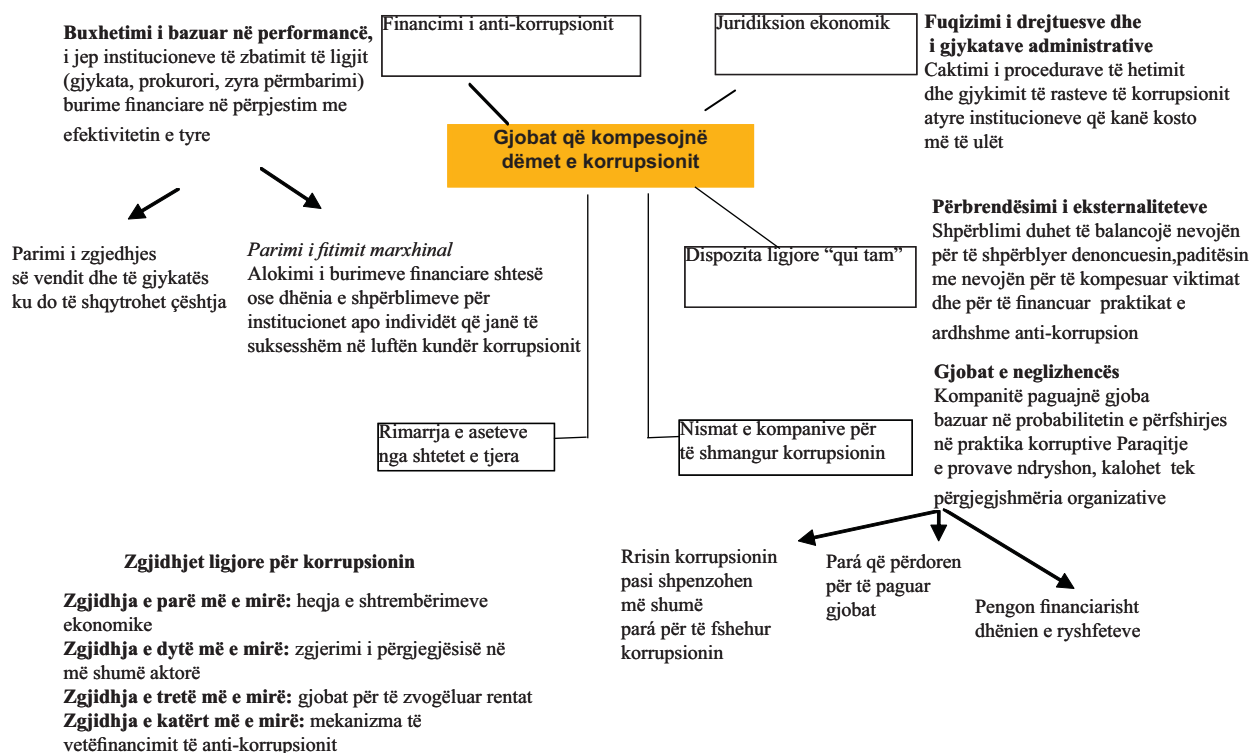 Buxhetimi i bazuar në performancë,
i jep institucioneve të zbatimit të ligjit
(gjykata, prokurori, zyra përmbarimi)
burime financiare në përpjestim me
efektivitetin e tyre
Financimi i anti-korrupsionit
Juridiksion ekonomik
Fuqizimi i drejtuesve dhe
i gjykatave administrative
Caktimi i procedurave të hetimit
dhe gjykimit të rasteve të korrupsionit
atyre institucioneve që kanë kosto
më të ulët
Gjobat që kompesojnë
dëmet e korrupsionit
Parimi i zgjedhjes
së vendit dhe të gjykatës
ku do të shqytrohet çështja
Parimi i fitimit marxhinal
Alokimi i burimeve financiare shtesë
ose dhënia e shpërblimeve për
institucionet apo individët që janë të
suksesshëm në luftën kundër korrupsionit
Dispozita ligjore “qui tam”
Përbrendësimi i eksternaliteteve
Shpërblimi duhet të balancojë nevojën
për të shpërblyer denoncuesin,paditësin
me nevojën për të kompesuar viktimat
dhe për të financuar praktikat e
ardhshme anti-korrupsion
Rimarrja e aseteve
nga shtetet e tjera
Nismat e kompanive për
të shmangur korrupsionin
Gjobat e neglizhencës
Kompanitë paguajnë gjoba
bazuar në probabilitetin e përfshirjes
në praktika korruptive Paraqitje
e provave ndryshon, kalohet tek
përgjegjshmëria organizative
Rrisin korrupsionin
pasi shpenzohen
më shumë
pará për të fshehur
korrupsionin
Pará që përdoren
për të paguar
gjobat
Pengon financiarisht
dhënien e ryshfeteve
Zgjidhjet ligjore për korrupsionin
Zgjidhja e parë më e mirë: heqja e shtrembërimeve
ekonomike
Zgjidhja e dytë më e mirë: zgjerimi i përgjegjësisë në
më shumë aktorë
Zgjidhja e tretë më e mirë: gjobat për të zvogëluar rentat
Zgjidhja e katërt më e mirë: mekanizma të
vetëfinancimit të anti-korrupsionit